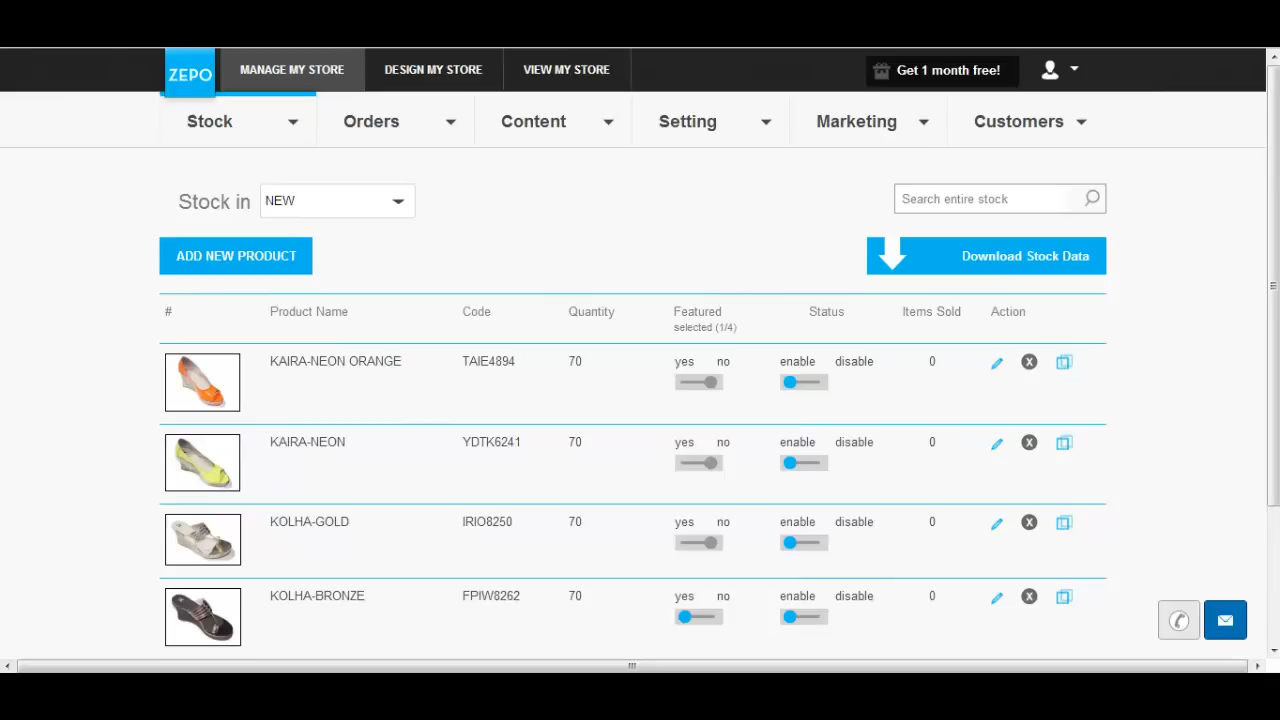 ZEPO MANAGE MY STORE DESIGN MY STORE VIEW MY STORE Get 1 month free!
Stock Orders Content Setting Marketing Customers
Stock in NEW Search entire stock
ADD NEW PRODUCT Download Stock Data
# Product Name Code Quantity Featured Status Items Sold Action
selected (1/4)
KAIRA-NEON ORANGE TAIE4894 70 yes no enable disable 0
KAIRA-NEON YDTK6241 70 yes no enable disable 0
KOLHA-GOLD IRIO8250 70 yes no enable disable 0
KOLHA-BRONZE FPIW8262 70 yes no enable disable 0